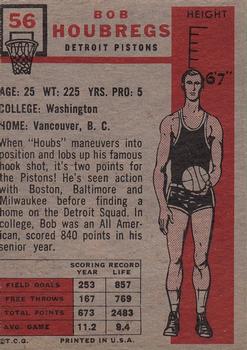 56
BOB
HOUBREGS
DETROIT PISTONS
HEIGHT
6'7"
AGE: 25 WT: 225 YRS. PRO: 5
COLLEGE: Washington
HOME: Vancouver, B. C.
When "Houbs" maneuvers into
position and lobs up his famous
hook shot, it's two points for
the Pistons! He's seen action
with Boston, Baltimore and
Milwaukee before finding a
home on the Detroit Squad. In
college, Bob was an All Amer-
ican, scored 840 points in his
senior year.
SCORING RECORD
YEAR LIFE
FIELD GOALS 253 857
FREE THROWS 167 769
TOTAL POINTS 673 2483
AVG. GAME 11.2 9.4
©T.C.G. PRINTED IN U.S.A.